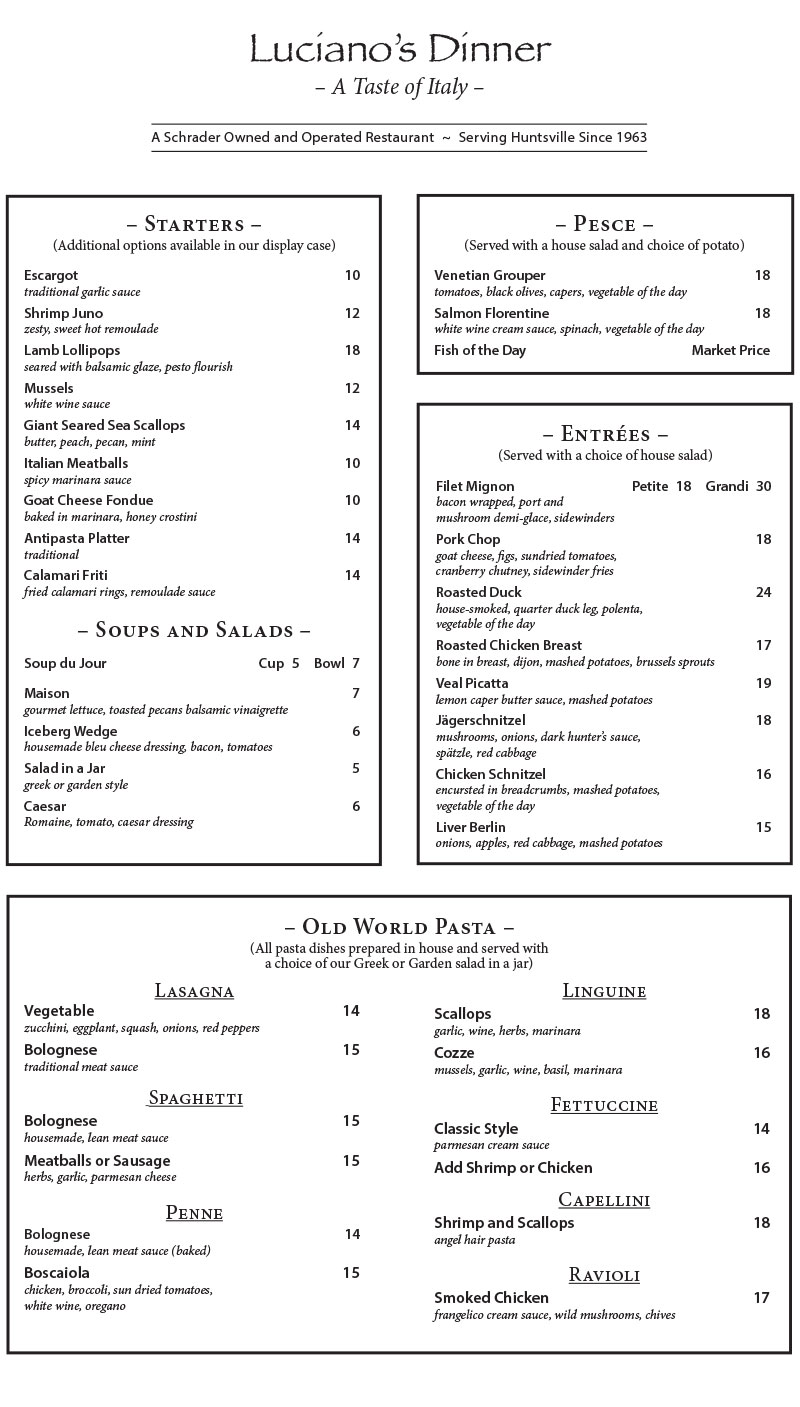 Luciano's Dinner
– A Taste of Italy –
A Schrader Owned and Operated Restaurant ~ Serving Huntsville Since 1963
– Starters –
(Additional options available in our display case)
Escargot 10
traditional garlic sauce
Shrimp Juno 12
zesty, sweet hot remoulade
Lamb Lollipops 18
seared with balsamic glaze, pesto flourish
Mussels 12
white wine sauce
Giant Seared Sea Scallops 14
butter, peach, pecan, mint
Italian Meatballs 10
spicy marinara sauce
Goat Cheese Fondue 10
baked in marinara, honey crostini
Antipasta Platter 14
traditional
Calamari Friti 14
fried calamari rings, remoulade sauce
– Soups and Salads –
Soup du Jour Cup 5 Bowl 7
Maison 7
gourmet lettuce, toasted pecans balsamic vinaigrette
Iceberg Wedge 6
housemade bleu cheese dressing, bacon, tomatoes
Salad in a Jar 5
greek or garden style
Caesar 6
Romaine, tomato, caesar dressing
– Pesce –
(Served with a house salad and choice of potato)
Venetian Grouper 18
tomatoes, black olives, capers, vegetable of the day
Salmon Florentine 18
white wine cream sauce, spinach, vegetable of the day
Fish of the Day Market Price
– Entrées –
(Served with a choice of house salad)
Filet Mignon Petite 18 Grandi 30
bacon wrapped, port and
mushroom demi-glace, sidewinders
Pork Chop 18
goat cheese, figs, sundried tomatoes,
cranberry chutney, sidewinder fries
Roasted Duck 24
house-smoked, quarter duck leg, polenta,
vegetable of the day
Roasted Chicken Breast 17
bone in breast, dijon, mashed potatoes, brussels sprouts
Veal Picatta 19
lemon caper butter sauce, mashed potatoes
Jägerschnitzel 18
mushrooms, onions, dark hunter's sauce,
spätzle, red cabbage
Chicken Schnitzel 16
encursted in breadcrumbs, mashed potatoes,
vegetable of the day
Liver Berlin 15
onions, apples, red cabbage, mashed potatoes
– Old World Pasta –
(All pasta dishes prepared in house and served with
a choice of our Greek or Garden salad in a jar)
Lasagna
Vegetable 14
zucchini, eggplant, squash, onions, red peppers
Bolognese 15
traditional meat sauce
Spaghetti
Bolognese 15
housemade, lean meat sauce
Meatballs or Sausage 15
herbs, garlic, parmesan cheese
Penne
Bolognese 14
housemade, lean meat sauce (baked)
Boscaiola 15
chicken, broccoli, sun dried tomatoes,
white wine, oregano
Linguine
Scallops 18
garlic, wine, herbs, marinara
Cozze 16
mussels, garlic, wine, basil, marinara
Fettuccine
Classic Style 14
parmesan cream sauce
Add Shrimp or Chicken 16
Capellini
Shrimp and Scallops 18
angel hair pasta
Ravioli
Smoked Chicken 17
frangelico cream sauce, wild mushrooms, chives